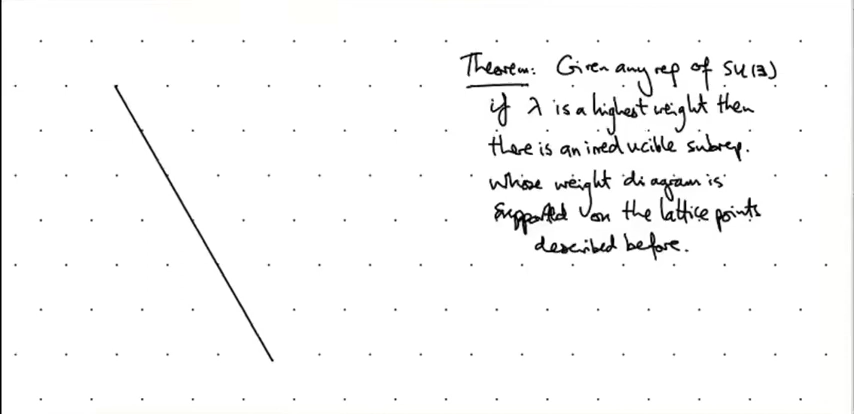 Theorem: Given any rep of SU(3)
if λ is a highest weight then
there is an irreducible subrep.
whose weight diagram is
supported on the lattice points
described before.